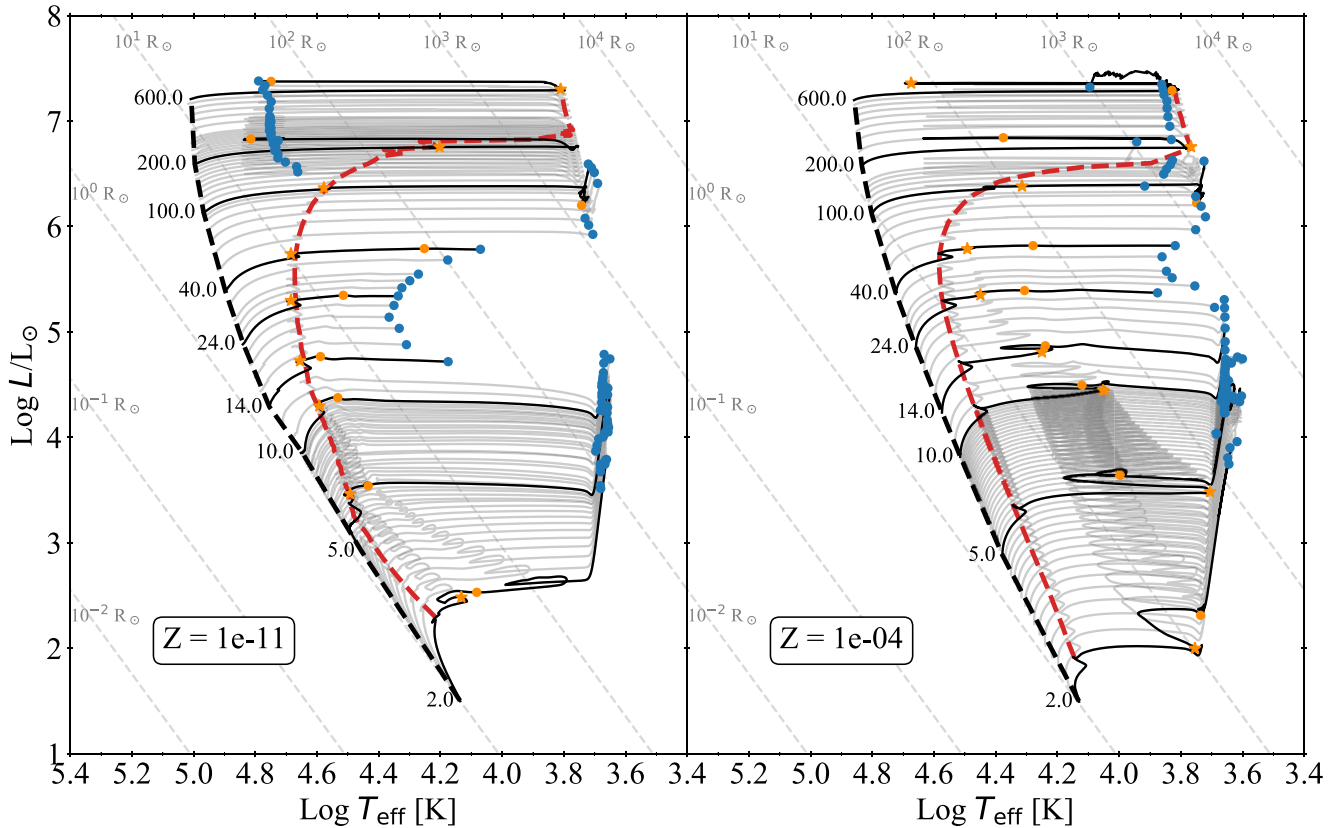 8
7
6
5
4
3
2
1
Log L/L⊙
10¹ R⊙
10² R⊙
10³ R⊙
10⁴ R⊙
10⁰ R⊙
10⁻¹ R⊙
10⁻² R⊙
600.0
200.0
100.0
40.0
24.0
14.0
10.0
5.0
2.0
Z = 1e-11
5.4 5.2 5.0 4.8 4.6 4.4 4.2 4.0 3.8 3.6 3.4
Log Teff [K]
10¹ R⊙
10² R⊙
10³ R⊙
10⁴ R⊙
10⁰ R⊙
10⁻¹ R⊙
10⁻² R⊙
600.0
200.0
100.0
40.0
24.0
14.0
10.0
5.0
2.0
Z = 1e-04
5.2 5.0 4.8 4.6 4.4 4.2 4.0 3.8 3.6 3.4
Log Teff [K]